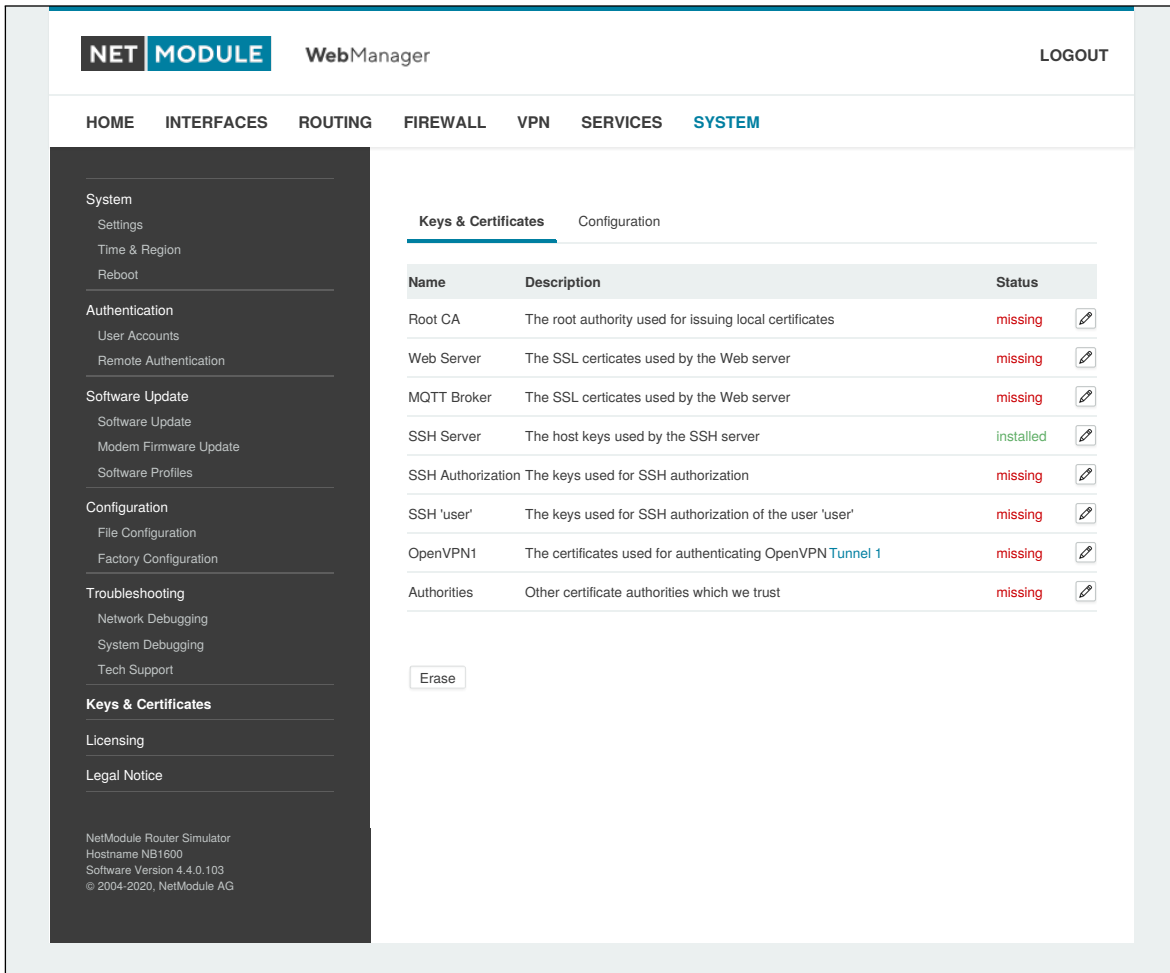 NET MODULE WebManager LOGOUT
HOME INTERFACES ROUTING FIREWALL VPN SERVICES SYSTEM
System
Settings
Time & Region
Reboot
Authentication
User Accounts
Remote Authentication
Software Update
Software Update
Modem Firmware Update
Software Profiles
Configuration
File Configuration
Factory Configuration
Troubleshooting
Network Debugging
System Debugging
Tech Support
Keys & Certificates
Licensing
Legal Notice
NetModule Router Simulator
Hostname NB1600
Software Version 4.4.0.103
© 2004-2020, NetModule AG
Keys & Certificates Configuration
Name Description Status
Root CA The root authority used for issuing local certificates missing
Web Server The SSL certicates used by the Web server missing
MQTT Broker The SSL certicates used by the Web server missing
SSH Server The host keys used by the SSH server installed
SSH Authorization The keys used for SSH authorization missing
SSH 'user' The keys used for SSH authorization of the user 'user' missing
OpenVPN1 The certificates used for authenticating OpenVPN Tunnel 1 missing
Authorities Other certificate authorities which we trust missing
Erase